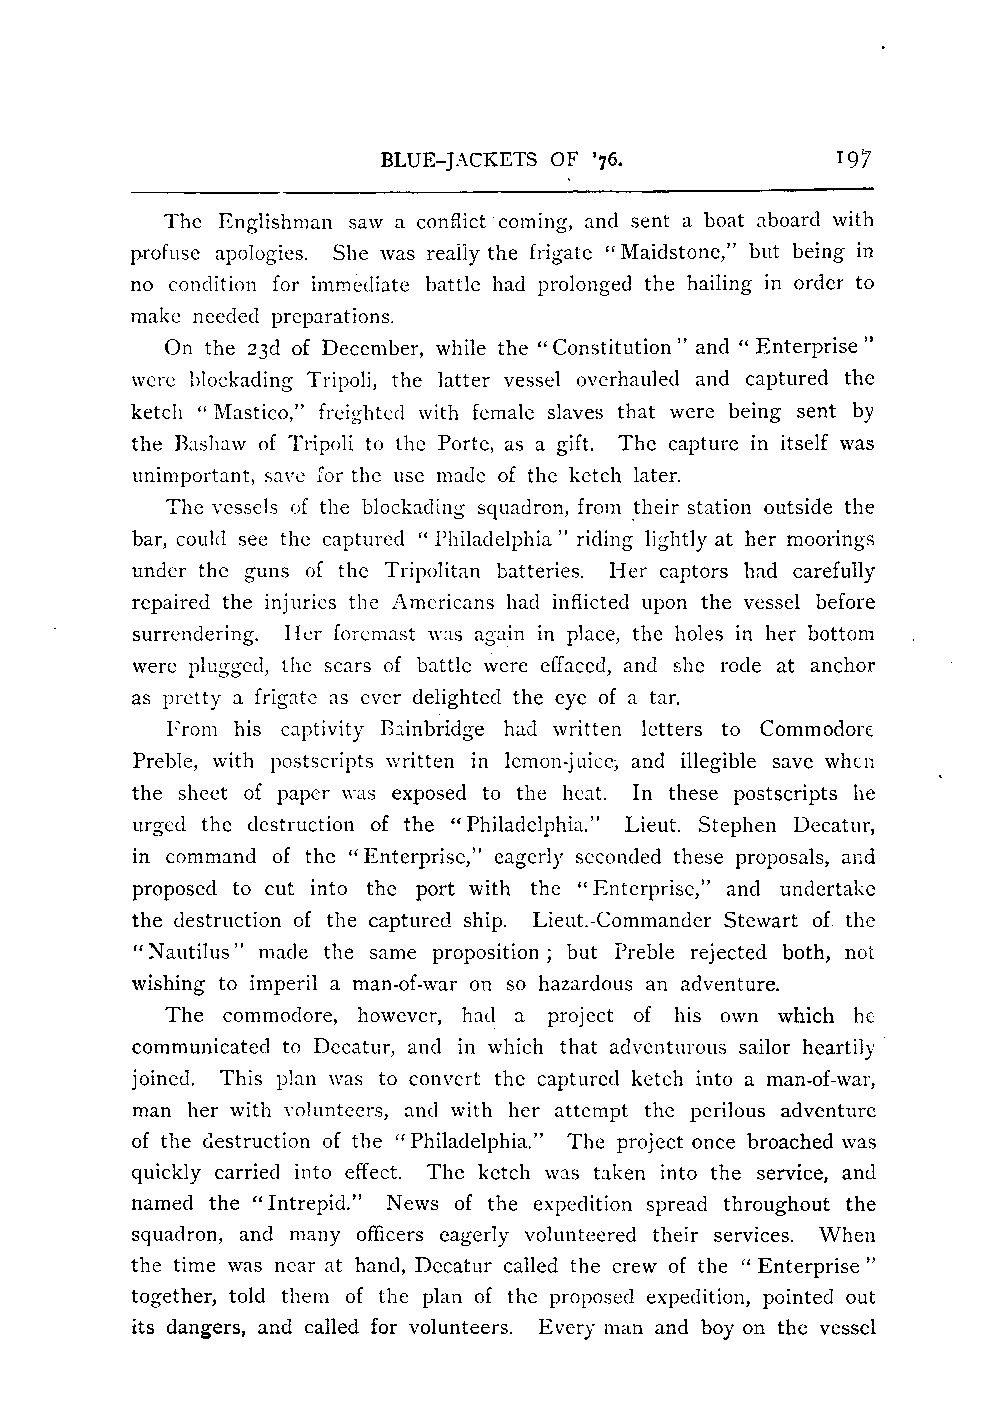 BLUE-JACKETS OF '76. 197
The Englishman saw a conflict coming, and sent a boat aboard with
profuse apologies. She was really the frigate "Maidstone," but being in
no condition for immediate battle had prolonged the hailing in order to
make needed preparations.
On the 23d of December, while the "Constitution" and "Enterprise"
were blockading Tripoli, the latter vessel overhauled and captured the
ketch "Mastico," freighted with female slaves that were being sent by
the Bashaw of Tripoli to the Porte, as a gift. The capture in itself was
unimportant, save for the use made of the ketch later.
The vessels of the blockading squadron, from their station outside the
bar, could see the captured "Philadelphia" riding lightly at her moorings
under the guns of the Tripolitan batteries. Her captors had carefully
repaired the injuries the Americans had inflicted upon the vessel before
surrendering. Her foremast was again in place, the holes in her bottom
were plugged, the scars of battle were effaced, and she rode at anchor
as pretty a frigate as ever delighted the eye of a tar.
From his captivity Bainbridge had written letters to Commodore
Preble, with postscripts written in lemon-juice, and illegible save when
the sheet of paper was exposed to the heat. In these postscripts he
urged the destruction of the "Philadelphia." Lieut. Stephen Decatur,
in command of the "Enterprise," eagerly seconded these proposals, and
proposed to cut into the port with the "Enterprise," and undertake
the destruction of the captured ship. Lieut.-Commander Stewart of the
"Nautilus" made the same proposition; but Preble rejected both, not
wishing to imperil a man-of-war on so hazardous an adventure.
The commodore, however, had a project of his own which he
communicated to Decatur, and in which that adventurous sailor heartily
joined. This plan was to convert the captured ketch into a man-of-war,
man her with volunteers, and with her attempt the perilous adventure
of the destruction of the "Philadelphia." The project once broached was
quickly carried into effect. The ketch was taken into the service, and
named the "Intrepid." News of the expedition spread throughout the
squadron, and many officers eagerly volunteered their services. When
the time was near at hand, Decatur called the crew of the "Enterprise"
together, told them of the plan of the proposed expedition, pointed out
its dangers, and called for volunteers. Every man and boy on the vessel